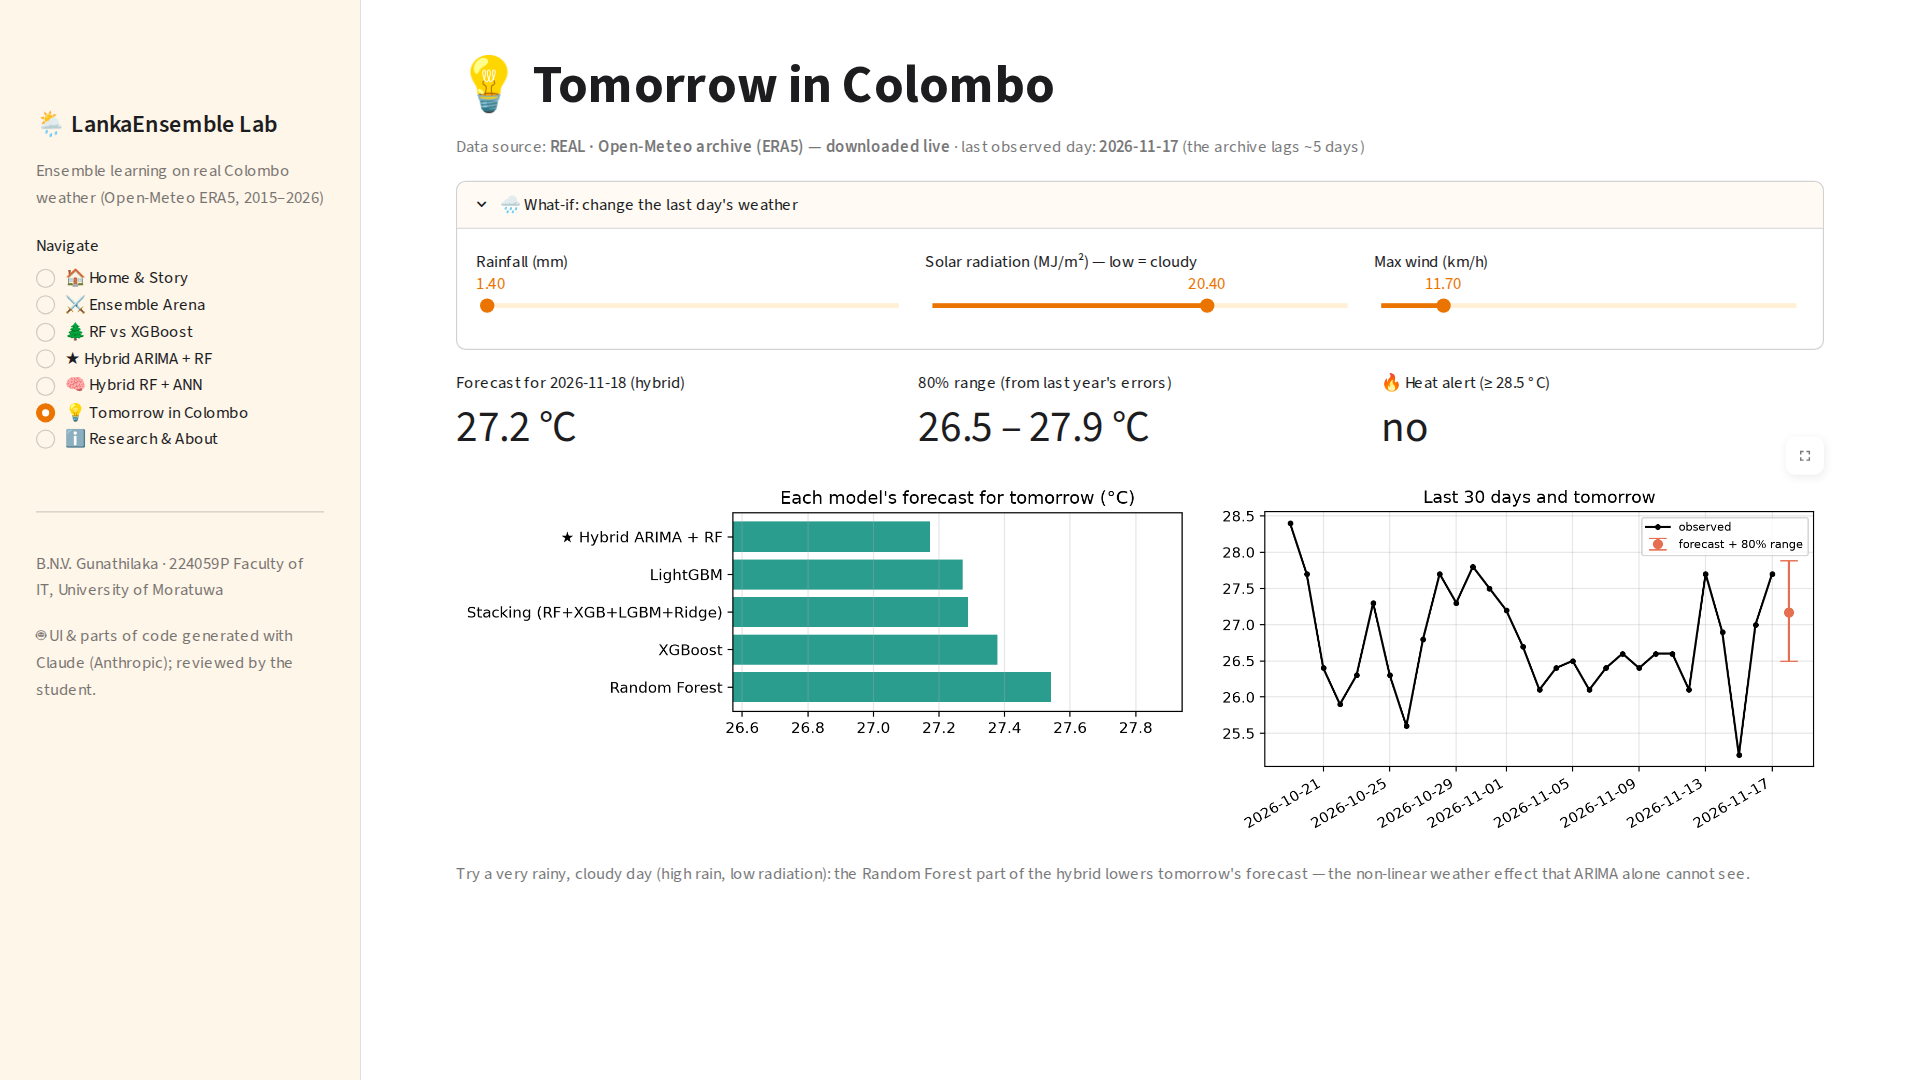 🌦️ LankaEnsemble Lab
Ensemble learning on real Colombo
weather (Open-Meteo ERA5, 2015–2026)
Navigate
🏠 Home & Story
⚔️ Ensemble Arena
🌲 RF vs XGBoost
★ Hybrid ARIMA + RF
🧠 Hybrid RF + ANN
💡 Tomorrow in Colombo
ℹ️ Research & About
B.N.V. Gunathilaka · 224059P Faculty of
IT, University of Moratuwa
UI & parts of code generated with
Claude (Anthropic); reviewed by the
student.
💡 Tomorrow in Colombo
Data source: REAL · Open-Meteo archive (ERA5) — downloaded live · last observed day: 2026-11-17 (the archive lags ~5 days)
🌧️ What-if: change the last day's weather
Rainfall (mm)
1.40
Solar radiation (MJ/m²) — low = cloudy
20.40
Max wind (km/h)
11.70
Forecast for 2026-11-18 (hybrid)
27.2 °C
80% range (from last year's errors)
26.5 – 27.9 °C
🔥 Heat alert (≥ 28.5 °C)
no
Each model's forecast for tomorrow (°C)
★ Hybrid ARIMA + RF
LightGBM
Stacking (RF+XGB+LGBM+Ridge)
XGBoost
Random Forest
26.6 26.8 27.0 27.2 27.4 27.6 27.8
Last 30 days and tomorrow
observed
forecast + 80% range
28.5
28.0
27.5
27.0
26.5
26.0
25.5
2026-10-21 2026-10-25 2026-10-29 2026-11-01 2026-11-05 2026-11-09 2026-11-13 2026-11-17
Try a very rainy, cloudy day (high rain, low radiation): the Random Forest part of the hybrid lowers tomorrow's forecast — the non-linear weather effect that ARIMA alone cannot see.